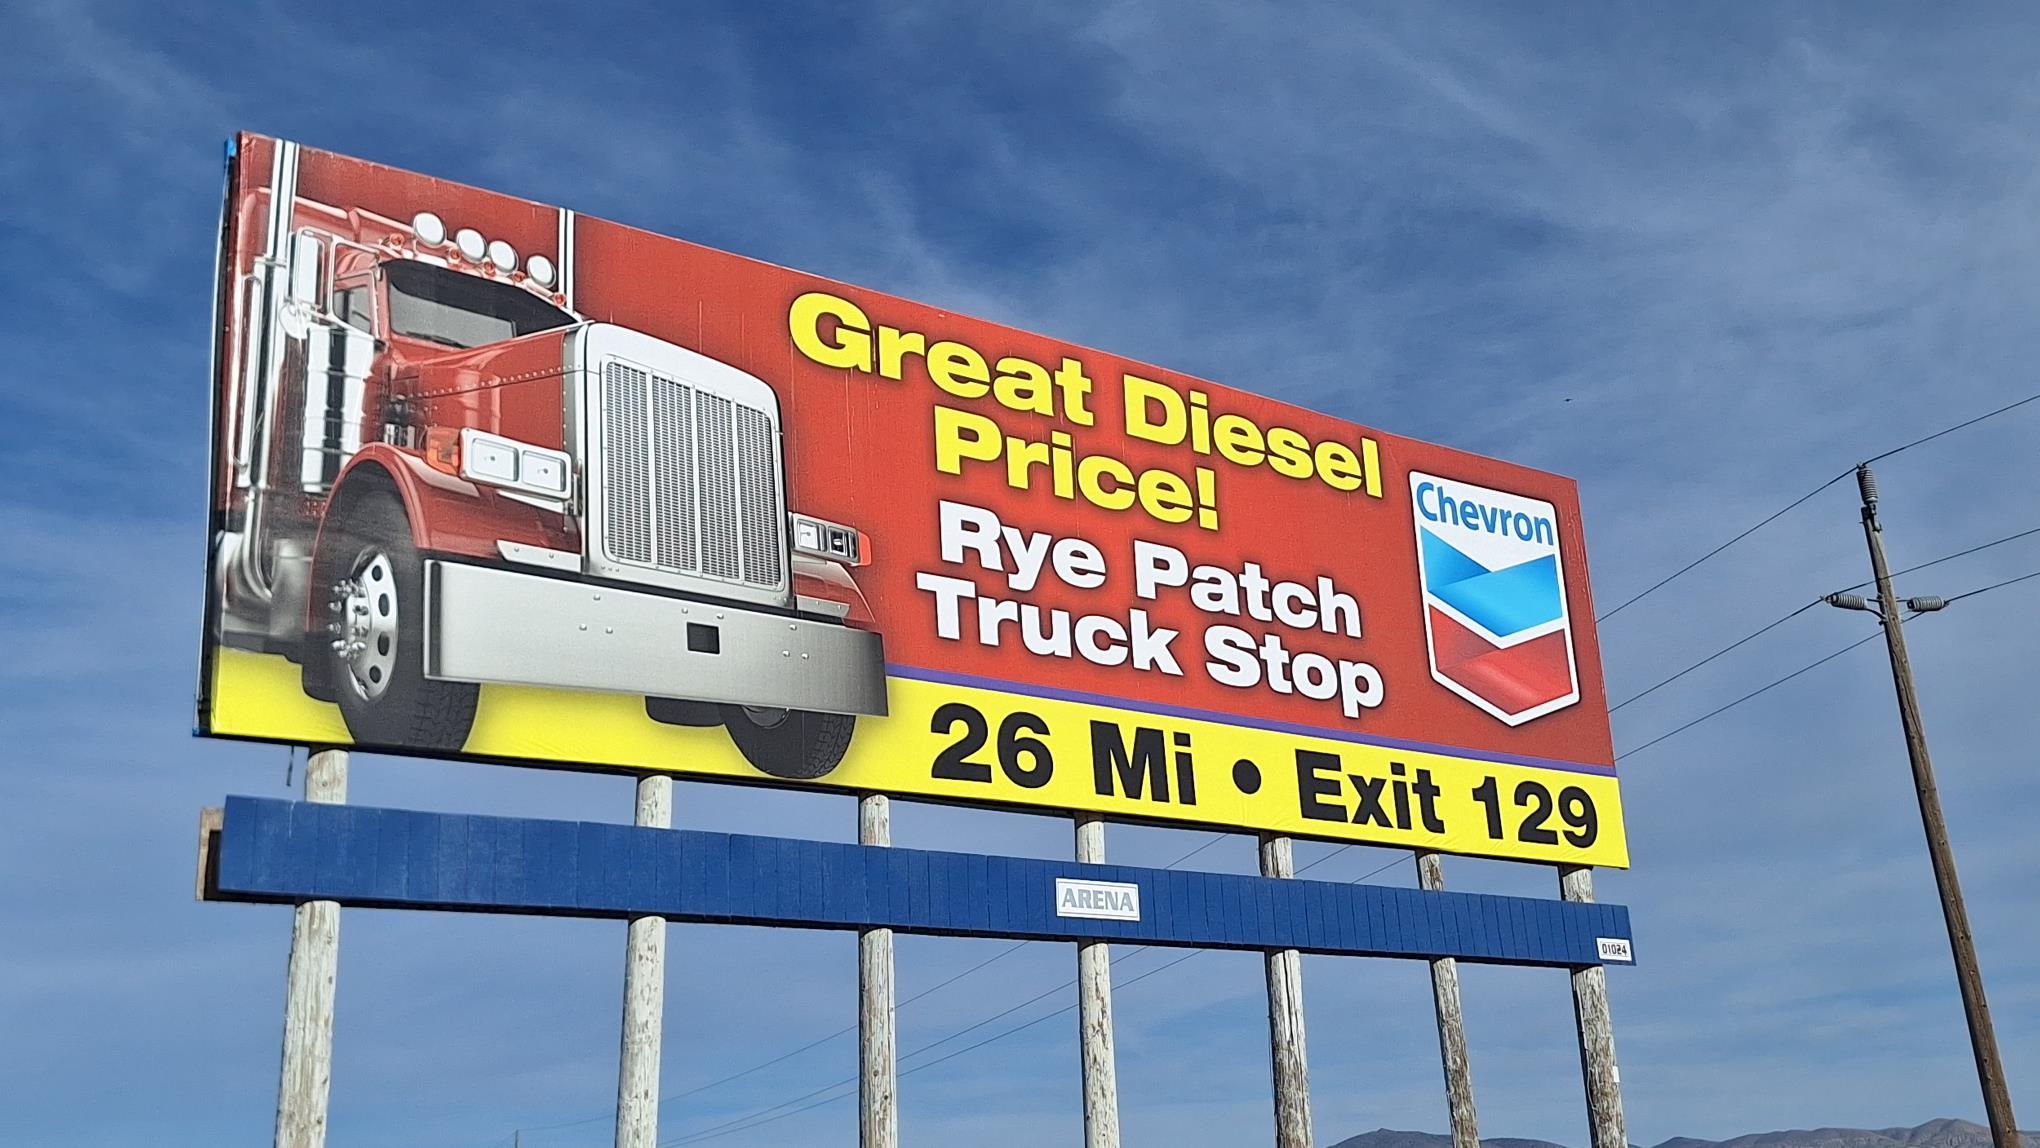 Great Diesel
Price!
Rye Patch
Truck Stop
Chevron
26 Mi • Exit 129
ARENA
01024